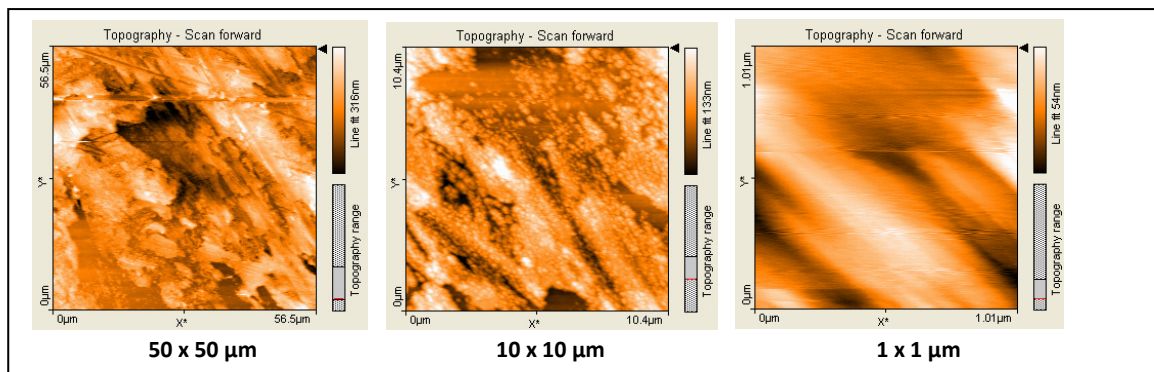 Topography - Scan forward
56.5µm
Y*
0µm
0µm
X*
56.5µm
Line fit 316nm
Topography range
50 x 50 µm
Topography - Scan forward
10.4µm
Y*
0µm
0µm
X*
10.4µm
Line fit 133nm
Topography range
10 x 10 µm
Topography - Scan forward
1.01µm
Y*
0µm
0µm
X*
1.01µm
Line fit 54nm
Topography range
1 x 1 µm